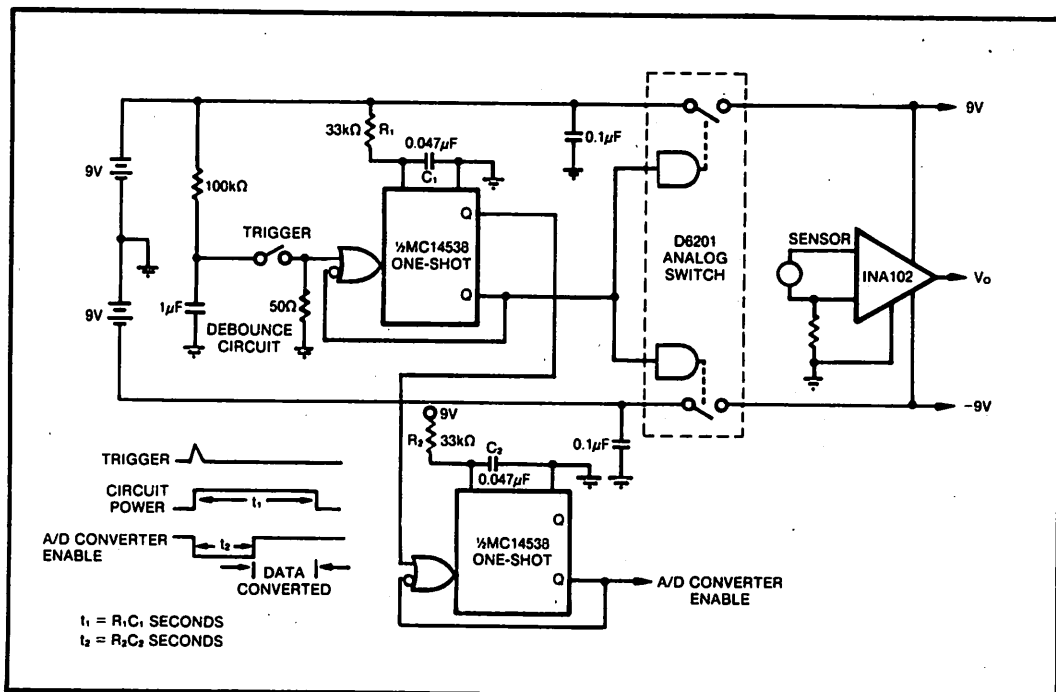 9V
33kΩ
R₁
0.047µF
C₁
0.1µF
9V
100kΩ
Q
TRIGGER
½MC14538
ONE-SHOT
D6201
ANALOG
SWITCH
SENSOR
INA102
Vo
1µF
50Ω
Q
9V
DEBOUNCE
CIRCUIT
-9V
9V
R₂
33kΩ
C₂
0.047µF
0.1µF
TRIGGER
CIRCUIT
POWER
t₁
Q
A/D CONVERTER
ENABLE
t₂
½MC14538
ONE-SHOT
DATA
CONVERTED
Q
A/D CONVERTER
ENABLE
t₁ = R₁C₁ SECONDS
t₂ = R₂C₂ SECONDS